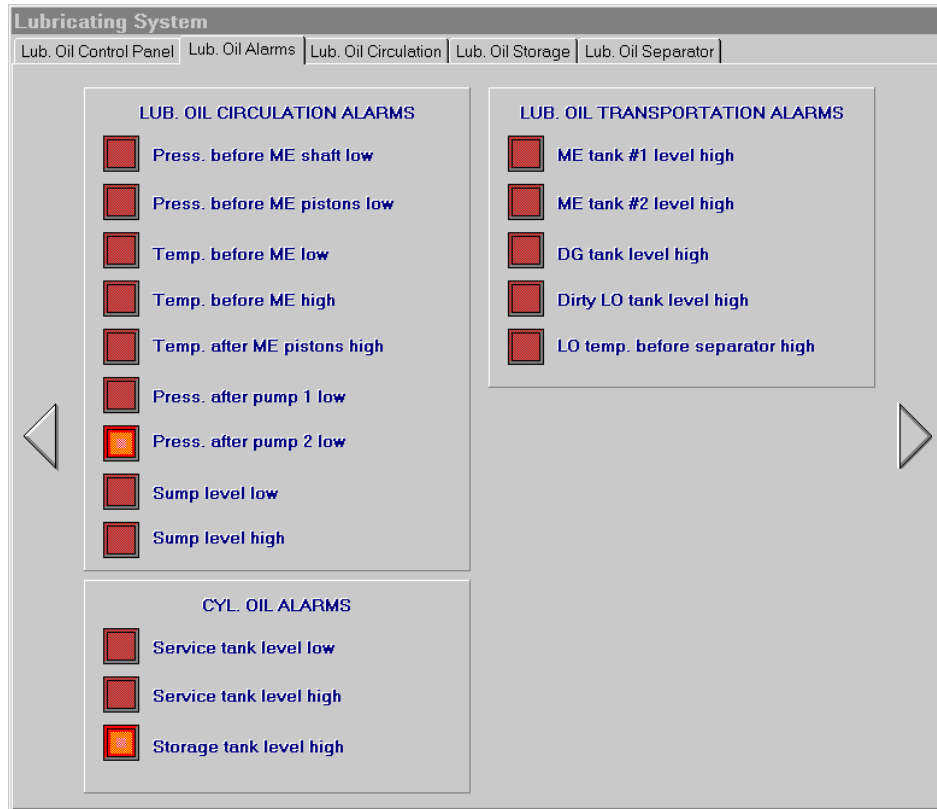 Lubricating System
Lub. Oil Control Panel Lub. Oil Alarms Lub. Oil Circulation Lub. Oil Storage Lub. Oil Separator
LUB. OIL CIRCULATION ALARMS
Press. before ME shaft low
Press. before ME pistons low
Temp. before ME low
Temp. before ME high
Temp. after ME pistons high
Press. after pump 1 low
Press. after pump 2 low
Sump level low
Sump level high
CYL. OIL ALARMS
Service tank level low
Service tank level high
Storage tank level high
LUB. OIL TRANSPORTATION ALARMS
ME tank #1 level high
ME tank #2 level high
DG tank level high
Dirty LO tank level high
LO temp. before separator high